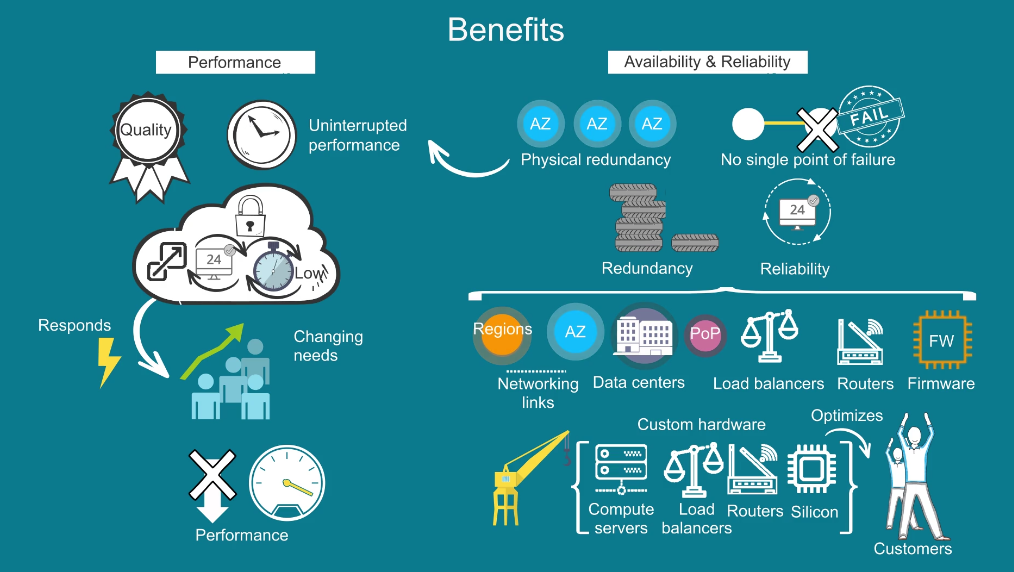 Benefits
Performance
Quality
Uninterrupted
performance
24
Low
Responds
Changing
needs
Performance
Availability & Reliability
AZ
AZ
AZ
Physical redundancy
FAIL
No single point of failure
Redundancy
24
Reliability
Regions
AZ
PoP
FW
Networking
links
Data centers
Load balancers
Routers
Firmware
Custom hardware
Optimizes
Compute
servers
Load
balancers
Routers
Silicon
Customers